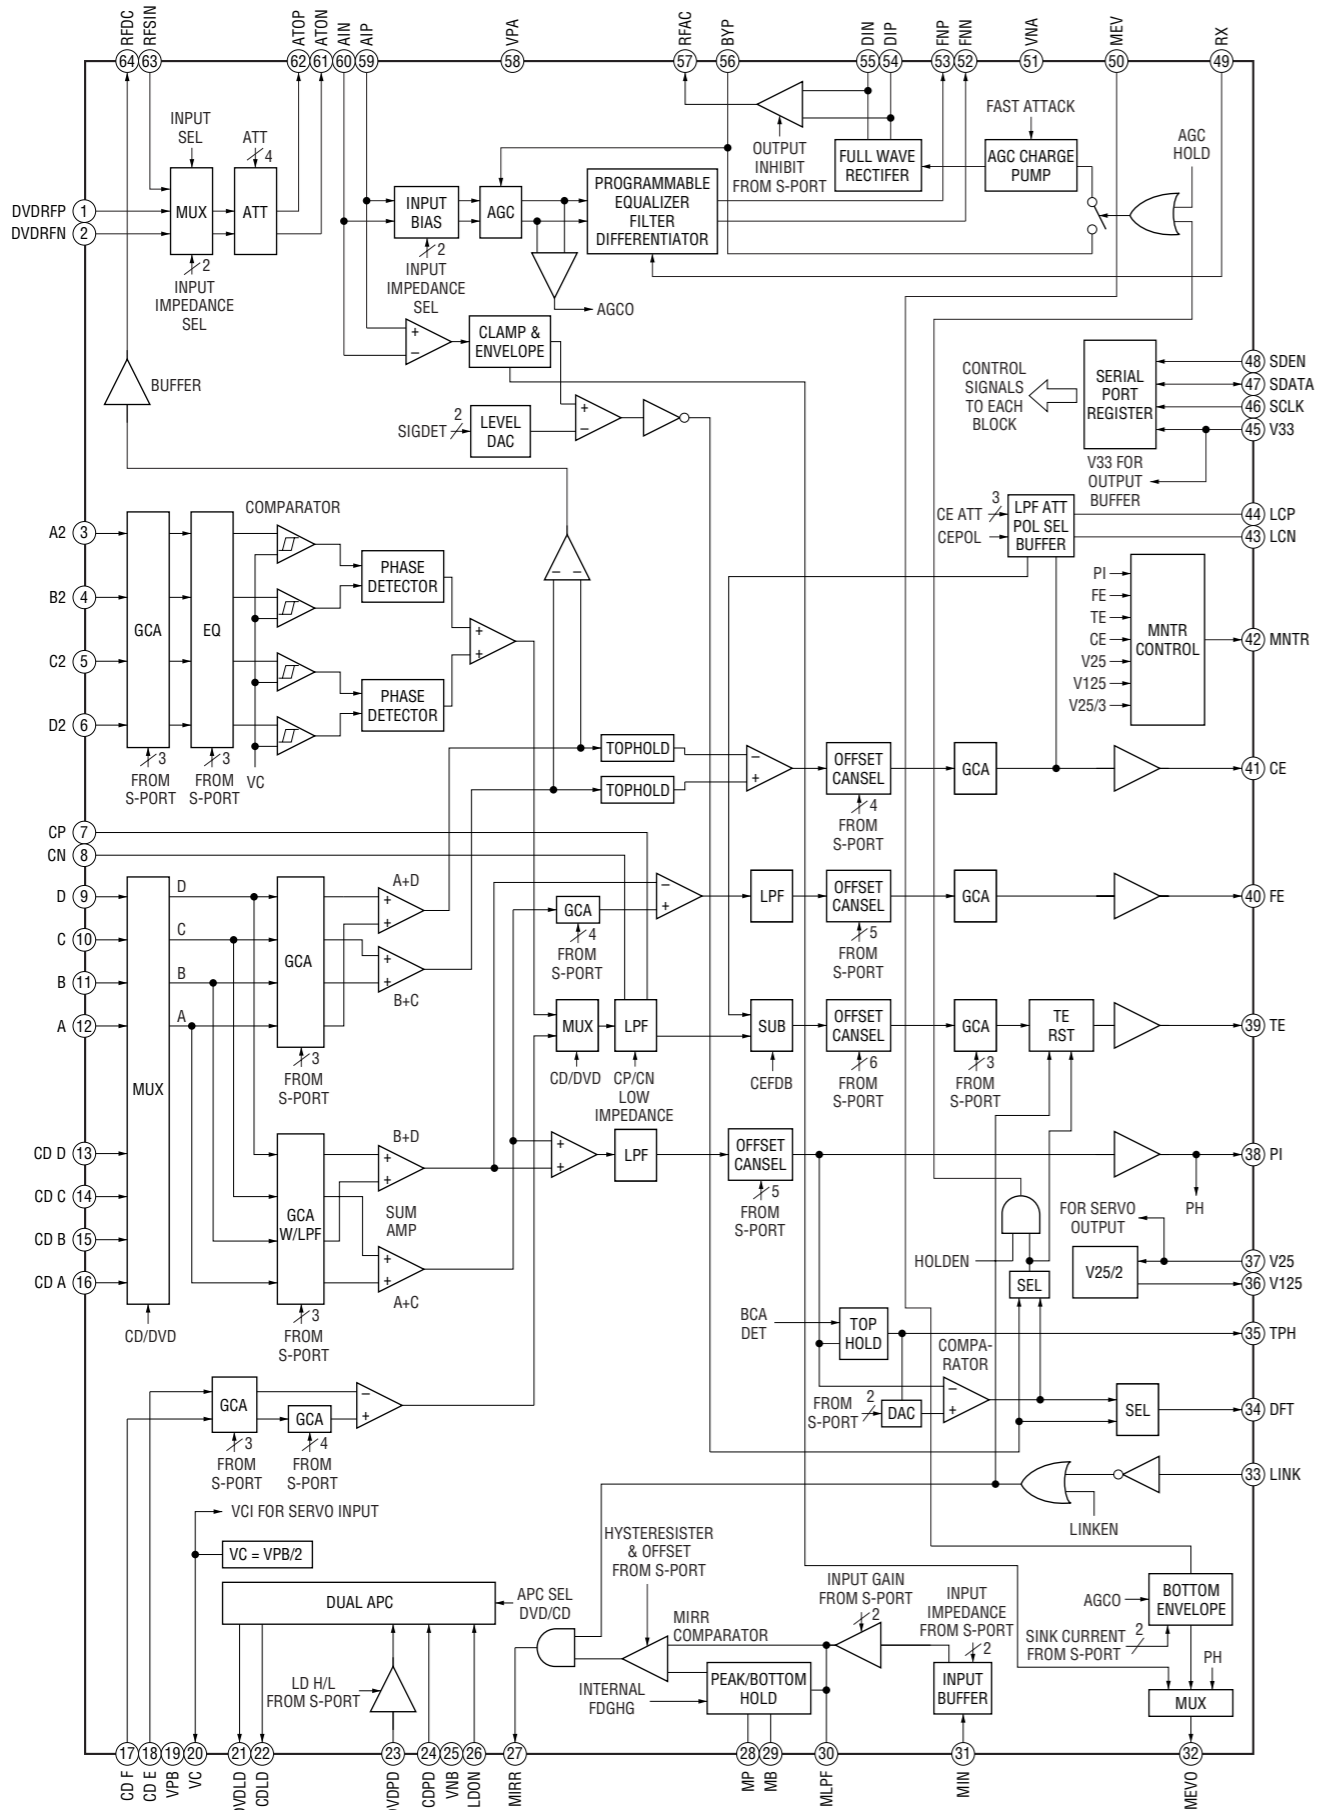 RFDC
RFSIN
ATOP
ATON
AIN
AIP
VPA
RFAC
BYP
DIN
DIP
FNP
FNN
VNA
MEV
RX
64
63
62
61
60
59
58
57
56
55
54
53
52
51
50
49
INPUT
SEL
ATT
4
OUTPUT
INHIBIT
FROM S-PORT
FULL WAVE
RECTIFER
FAST ATTACK
AGC CHARGE
PUMP
AGC
HOLD
DVDRFP
1
DVDRFN
2
MUX
ATT
2
INPUT
IMPEDANCE
SEL
INPUT
BIAS
2
INPUT
IMPEDANCE
SEL
AGC
PROGRAMMABLE
EQUALIZER
FILTER
DIFFERENTIATOR
AGCO
+
−
CLAMP &
ENVELOPE
BUFFER
SIGDET
2
LEVEL
DAC
+
−
CONTROL
SIGNALS
TO EACH
BLOCK
SERIAL
PORT
REGISTER
48 SDEN
47 SDATA
46 SCLK
45 V33
V33 FOR
OUTPUT
BUFFER
CE ATT
3
CEPOL
LPF ATT
POL SEL
BUFFER
44 LCP
43 LCN
COMPARATOR
A2 3
B2 4
C2 5
D2 6
GCA
EQ
3
FROM
S-PORT
3
FROM
S-PORT
VC
PHASE
DETECTOR
PHASE
DETECTOR
+
+
− −
PI
FE
TE
CE
V25
V125
V25/3
MNTR
CONTROL
42 MNTR
TOPHOLD
TOPHOLD
−
+
OFFSET
CANSEL
4
FROM
S-PORT
GCA
41 CE
CP 7
CN 8
D 9
C 10
B 11
A 12
D
C
B
A
GCA
3
FROM
S-PORT
A+D
+
+
+
+
B+C
GCA
4
FROM
S-PORT
−
+
LPF
OFFSET
CANSEL
5
FROM
S-PORT
GCA
40 FE
MUX
CD/DVD
LPF
CP/CN
LOW
IMPEDANCE
SUB
CEFDB
OFFSET
CANSEL
6
FROM
S-PORT
GCA
3
FROM
S-PORT
TE
RST
39 TE
MUX
CD D 13
CD C 14
CD B 15
CD A 16
CD/DVD
GCA
W/LPF
3
FROM
S-PORT
B+D
+
+
SUM
AMP
+
+
A+C
+
+
LPF
OFFSET
CANSEL
5
FROM
S-PORT
38 PI
PH
FOR SERVO
OUTPUT
HOLDEN
SEL
V25/2
37 V25
36 V125
BCA
DET
TOP
HOLD
35 TPH
COMPA-
RATOR
FROM
S-PORT
2
DAC
−
+
SEL
34 DFT
GCA
3
FROM
S-PORT
GCA
4
FROM
S-PORT
−
+
33 LINK
LINKEN
VCI FOR SERVO INPUT
VC = VPB/2
DUAL APC
APC SEL
DVD/CD
LD H/L
FROM S-PORT
HYSTERESISTER
& OFFSET
FROM S-PORT
MIRR
COMPARATOR
INPUT GAIN
FROM S-PORT
2
INPUT
IMPEDANCE
FROM S-PORT
2
INTERNAL
FDGHG
PEAK/BOTTOM
HOLD
INPUT
BUFFER
AGCO
BOTTOM
ENVELOPE
SINK CURRENT
FROM S-PORT
2
PH
MUX
17
18
19
20
21
22
23
24
25
26
27
28
29
30
31
32
CD F
CD E
VPB
VC
DVDLD
CDLD
DVDPD
CDPD
VNB
LDON
MIRR
MP
MB
MLPF
MIN
MEVO